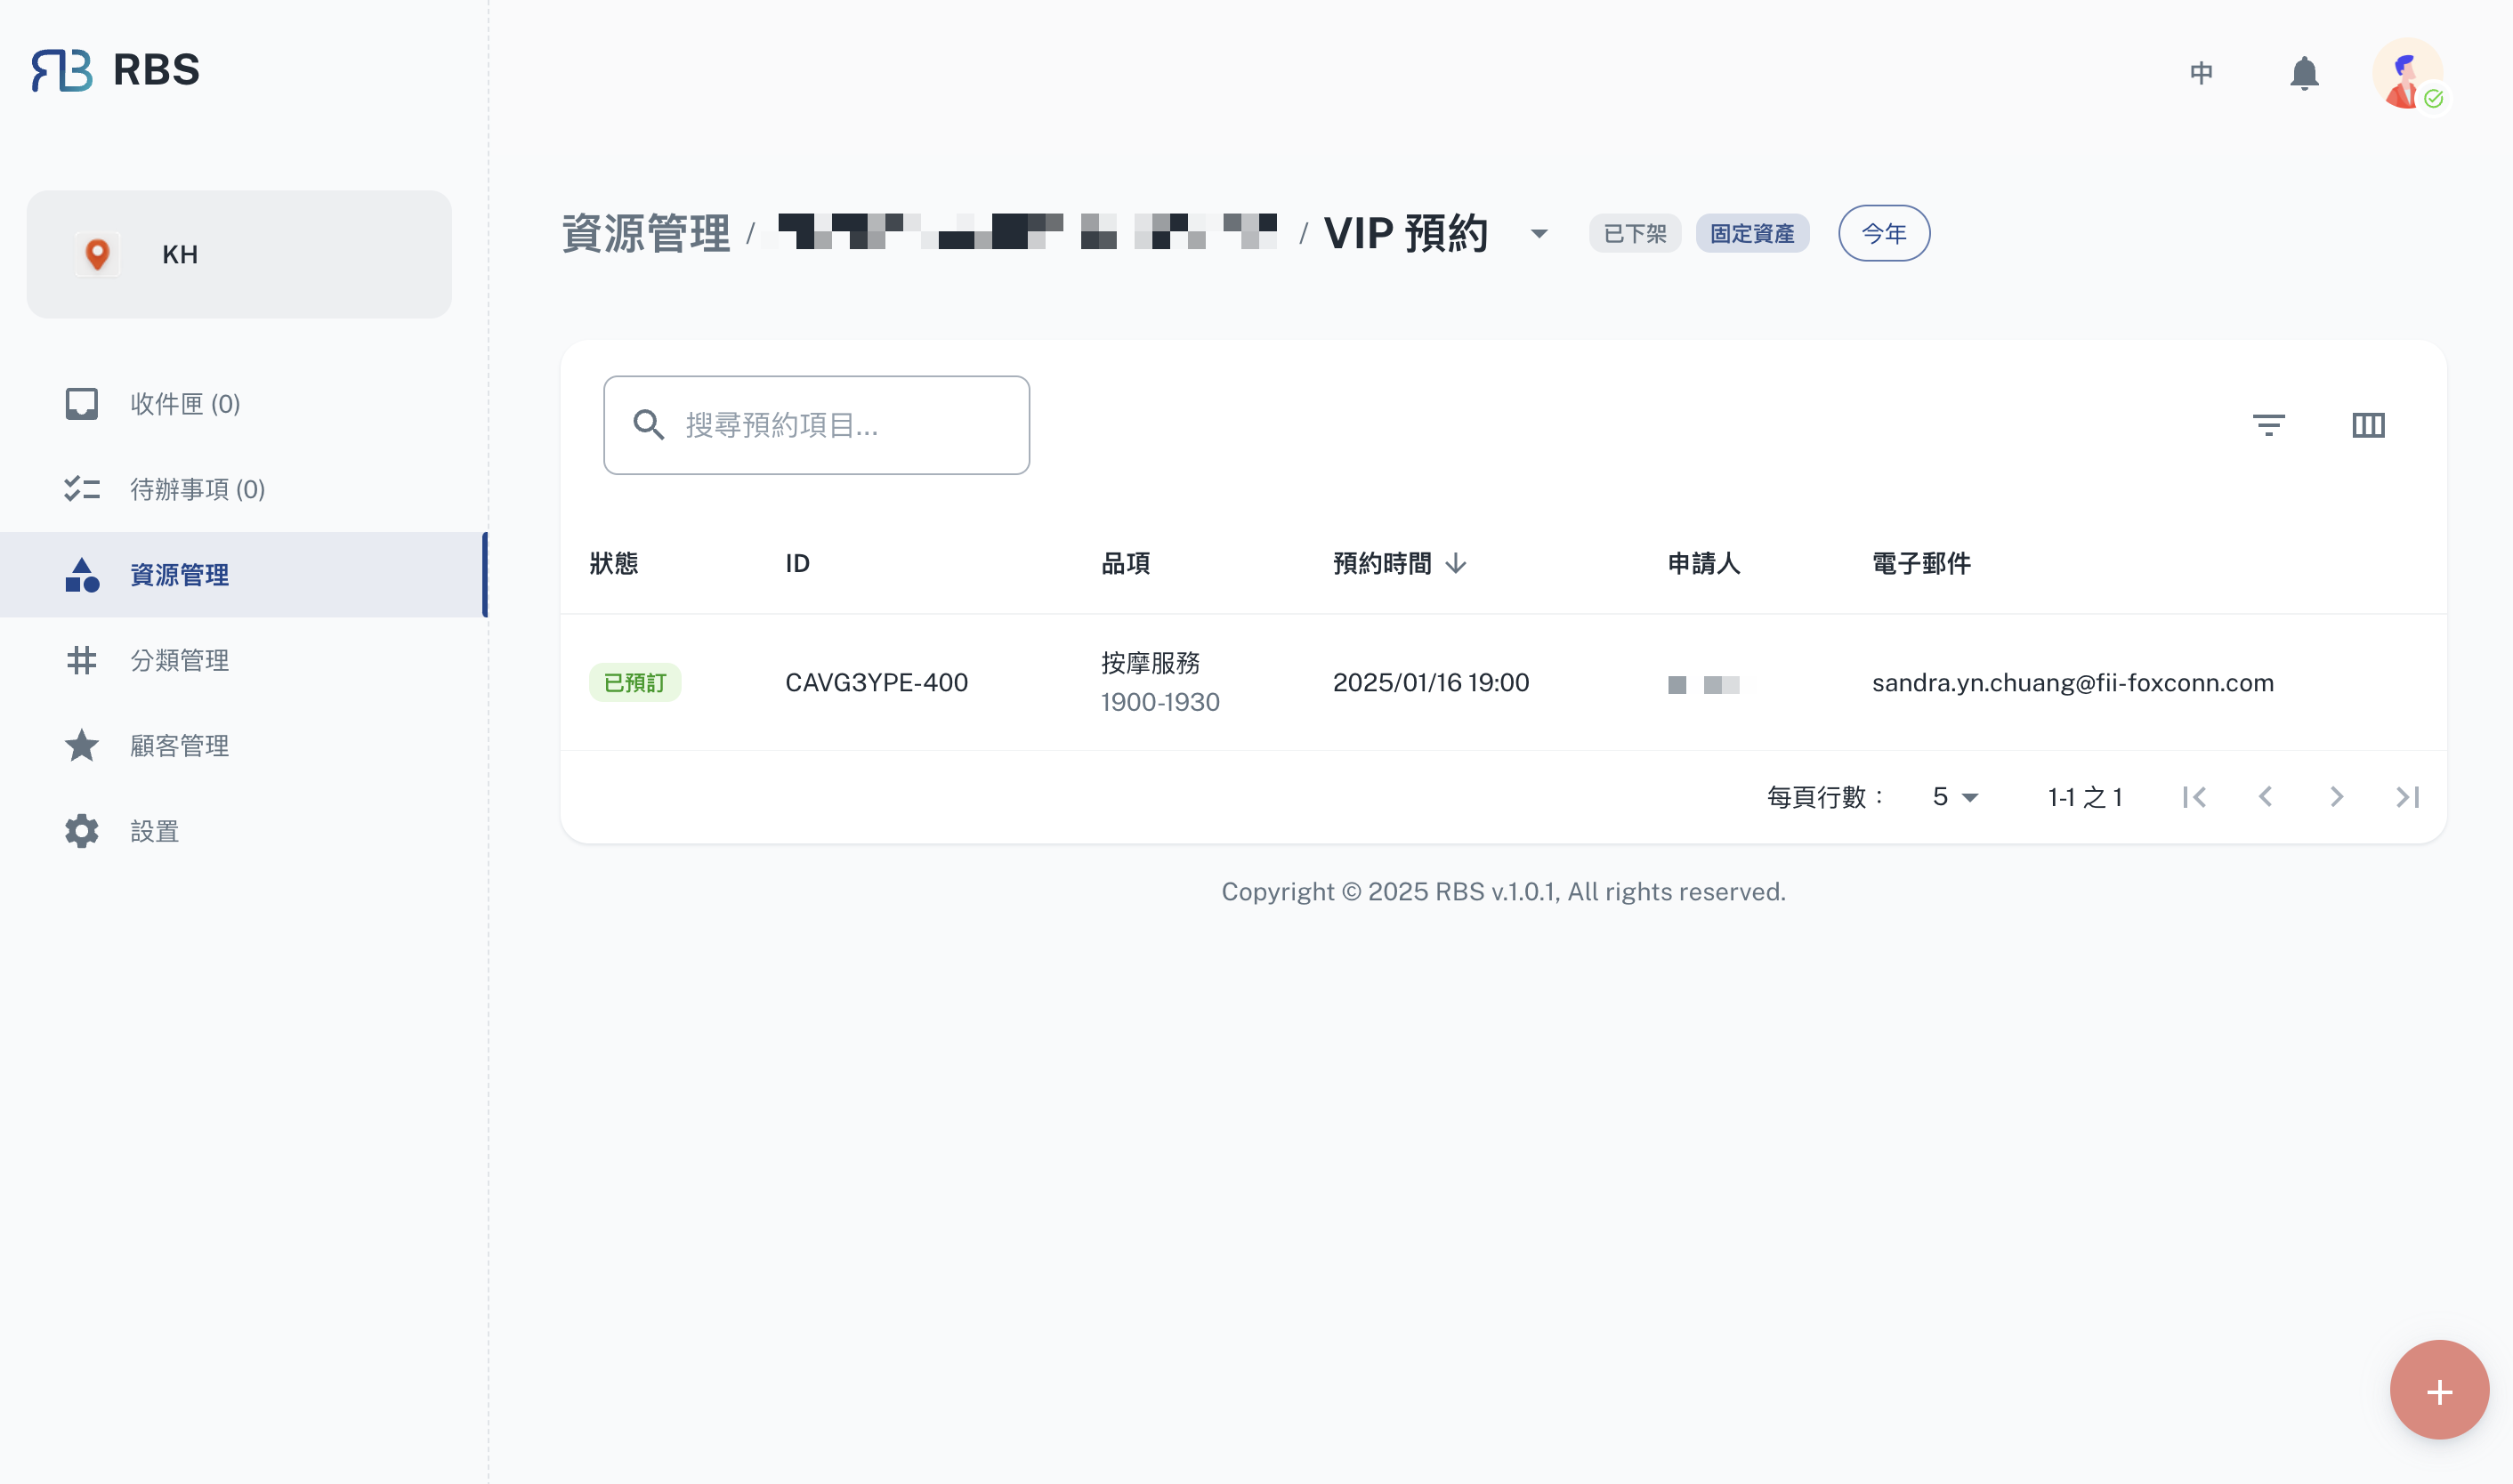 RBS
中
KH
收件匣 (0)
待辦事項 (0)
資源管理
分類管理
顧客管理
設置
資源管理 / / VIP 預約 已下架 固定資產 今年
搜尋預約項目...
狀態 ID 品項 預約時間 申請人 電子郵件
已預訂 CAVG3YPE-400 按摩服務 2025/01/16 19:00 sandra.yn.chuang@fii-foxconn.com
1900-1930
每頁行數： 5 1-1 之 1
Copyright © 2025 RBS v.1.0.1, All rights reserved.